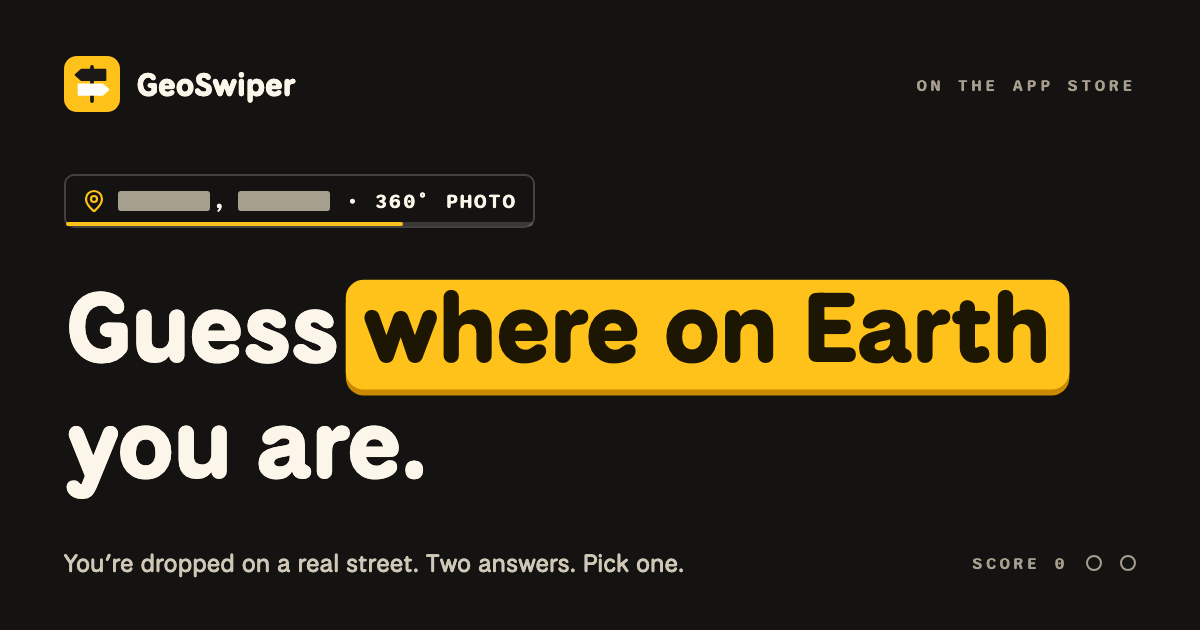 GeoSwiper
ON THE APP STORE
, · 360° PHOTO
Guess where on Earth
you are.
You’re dropped on a real street. Two answers. Pick one.
SCORE 0